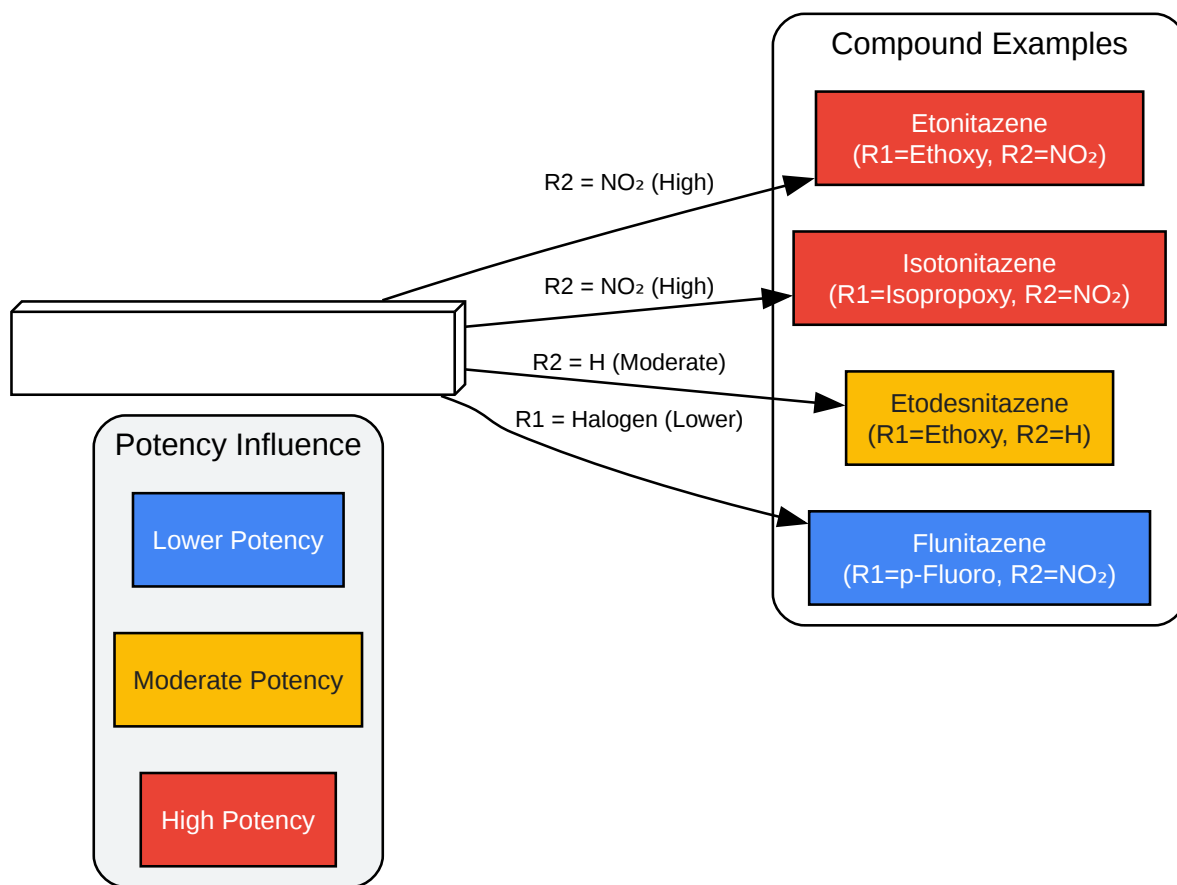 Compound Examples
Etonitazene
(R1=Ethoxy, R2=NO₂)
R2 = NO₂ (High)
Isotonitazene
(R1=Isopropoxy, R2=NO₂)
R2 = NO₂ (High)
R2 = H (Moderate)
Etodesnitazene
(R1=Ethoxy, R2=H)
R1 = Halogen (Lower)
Flunitazene
(R1=p-Fluoro, R2=NO₂)
Potency Influence
Lower Potency
Moderate Potency
High Potency